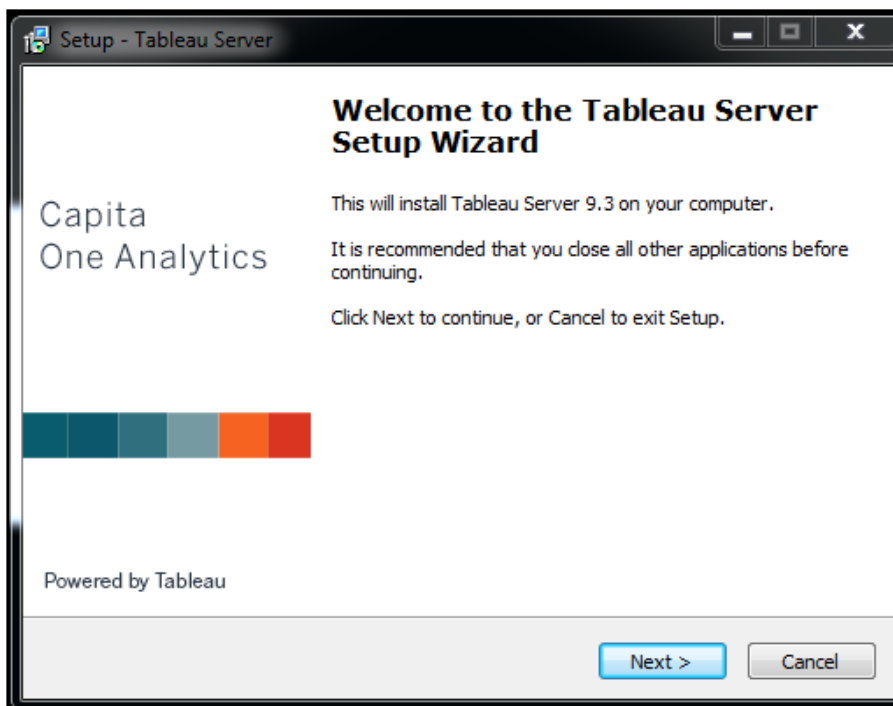 Setup - Tableau Server
Welcome to the Tableau Server
Setup Wizard
This will install Tableau Server 9.3 on your computer.
It is recommended that you close all other applications before
continuing.
Click Next to continue, or Cancel to exit Setup.
Capita
One Analytics
Powered by Tableau
Next >
Cancel